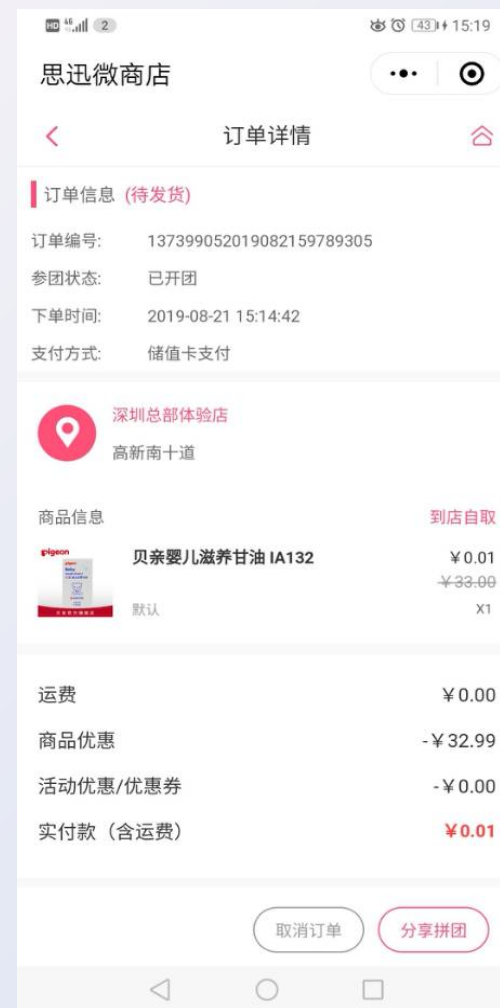 HD 46 2 43 15:19
思迅微商店
订单详情
订单信息 (待发货)
订单编号: 137399052019082159789305
参团状态: 已开团
下单时间: 2019-08-21 15:14:42
支付方式: 储值卡支付
深圳总部体验店
高新南十道
商品信息 到店自取
pigeon
贝亲婴儿滋养甘油 IA132 ￥0.01
￥33.00
默认 X1
运费 ￥0.00
商品优惠 -￥32.99
活动优惠/优惠券 -￥0.00
实付款（含运费） ￥0.01
取消订单 分享拼团